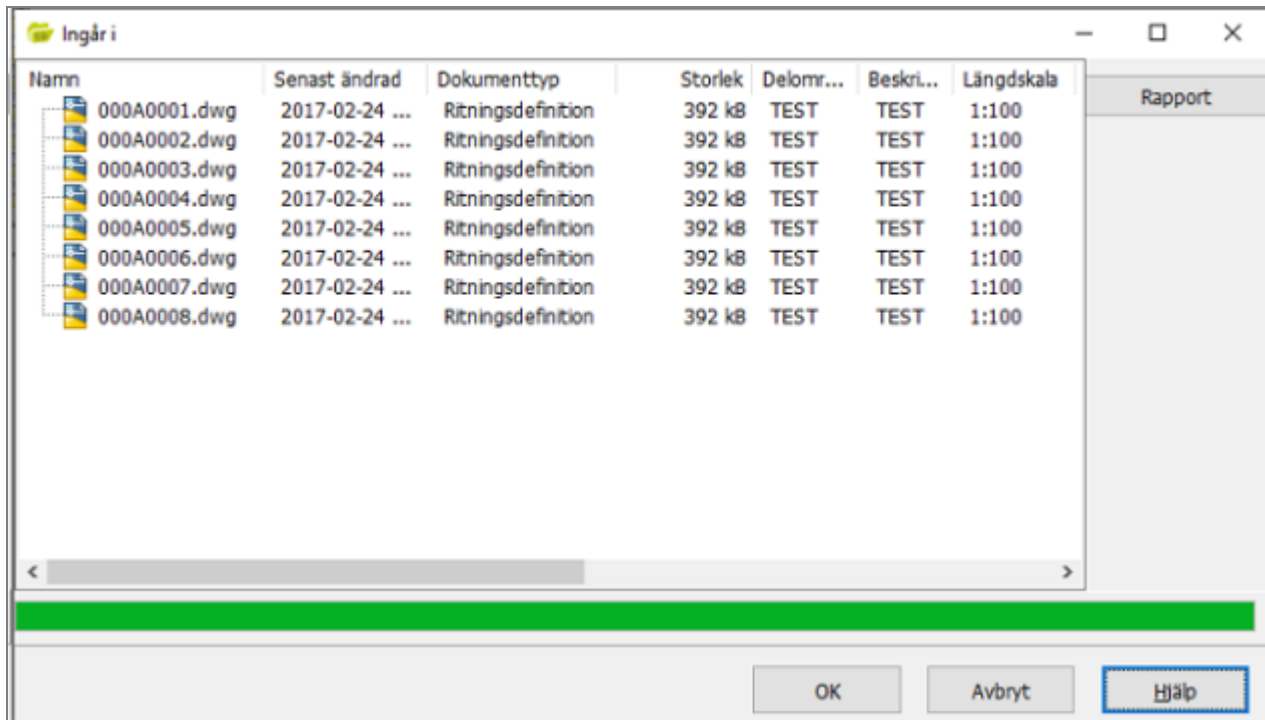 Ingår i
Namn Senast ändrad Dokumenttyp Storlek Delomr... Beskri... Längdskala
Rapport
000A0001.dwg 2017-02-24 ... Ritningsdefinition 392 kB TEST TEST 1:100
000A0002.dwg 2017-02-24 ... Ritningsdefinition 392 kB TEST TEST 1:100
000A0003.dwg 2017-02-24 ... Ritningsdefinition 392 kB TEST TEST 1:100
000A0004.dwg 2017-02-24 ... Ritningsdefinition 392 kB TEST TEST 1:100
000A0005.dwg 2017-02-24 ... Ritningsdefinition 392 kB TEST TEST 1:100
000A0006.dwg 2017-02-24 ... Ritningsdefinition 392 kB TEST TEST 1:100
000A0007.dwg 2017-02-24 ... Ritningsdefinition 392 kB TEST TEST 1:100
000A0008.dwg 2017-02-24 ... Ritningsdefinition 392 kB TEST TEST 1:100
OK Avbryt Hjälp